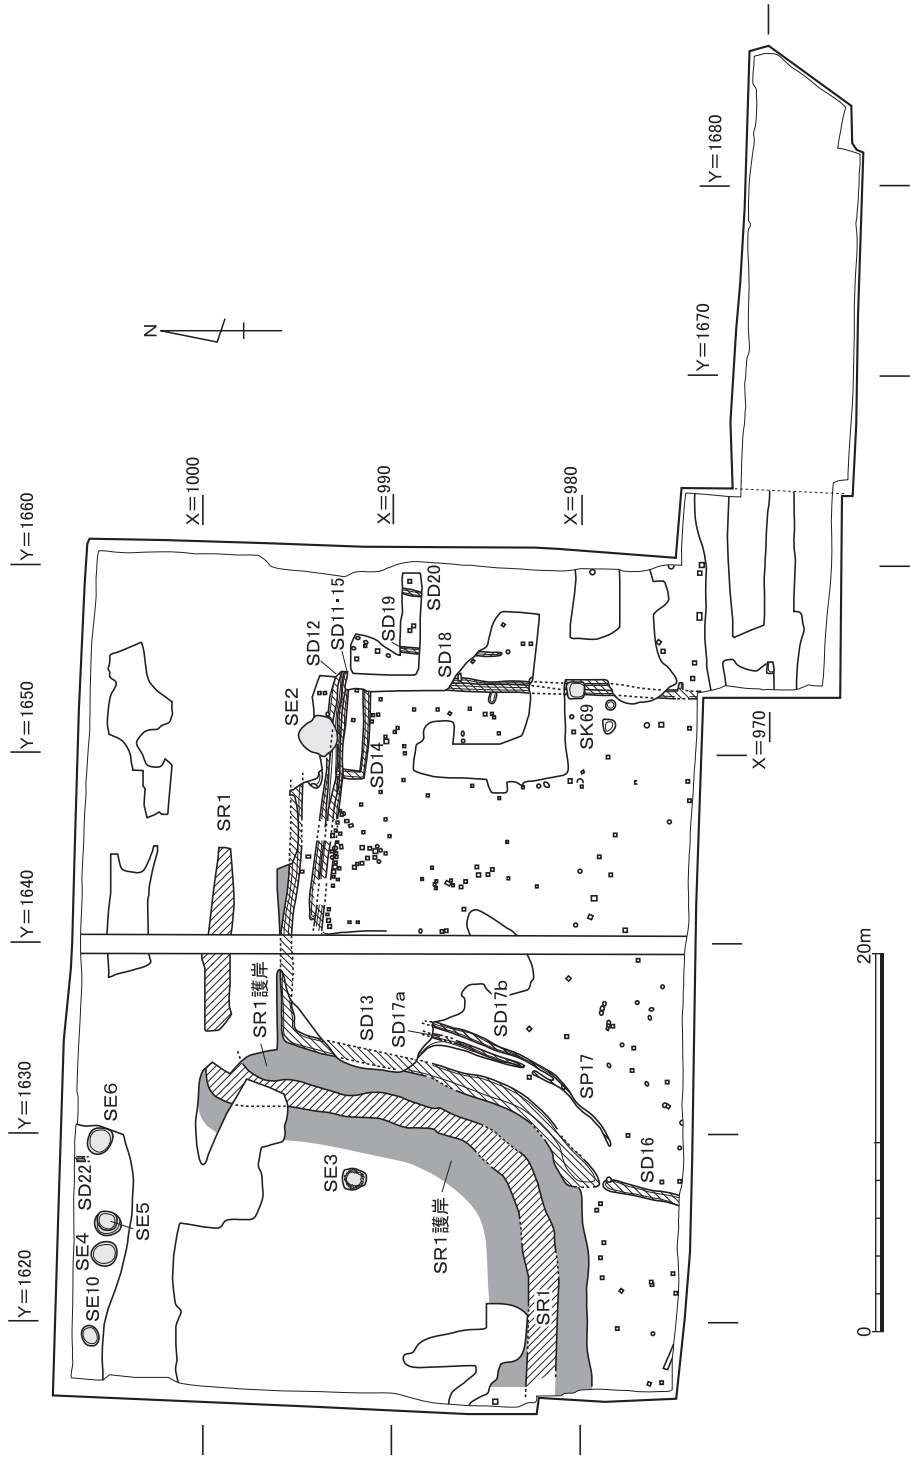 N
Y=1680
Y=1670
Y=1660
Y=1650
Y=1640
Y=1630
Y=1620
X=1000
X=990
X=980
X=970
SD20
SD19
SD18
SD11・15
SD12
SE2
SD14
SK69
SR1
SR1護岸
SD13
SD17a
SD17b
SP17
SD16
SE6
SD22
SE5
SE4
SE10
SE3
SR1護岸
SR1
0
20m